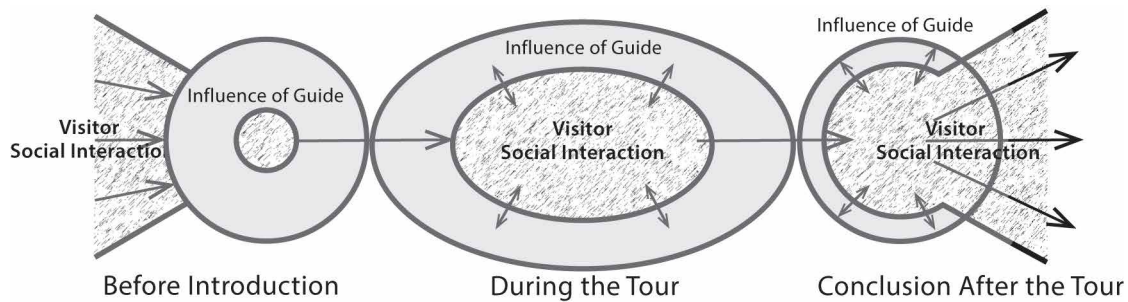 Influence of Guide
Visitor
Social Interaction
Before Introduction
Influence of Guide
Visitor
Social Interaction
During the Tour
Influence of Guide
Visitor
Social Interaction
Conclusion After the Tour